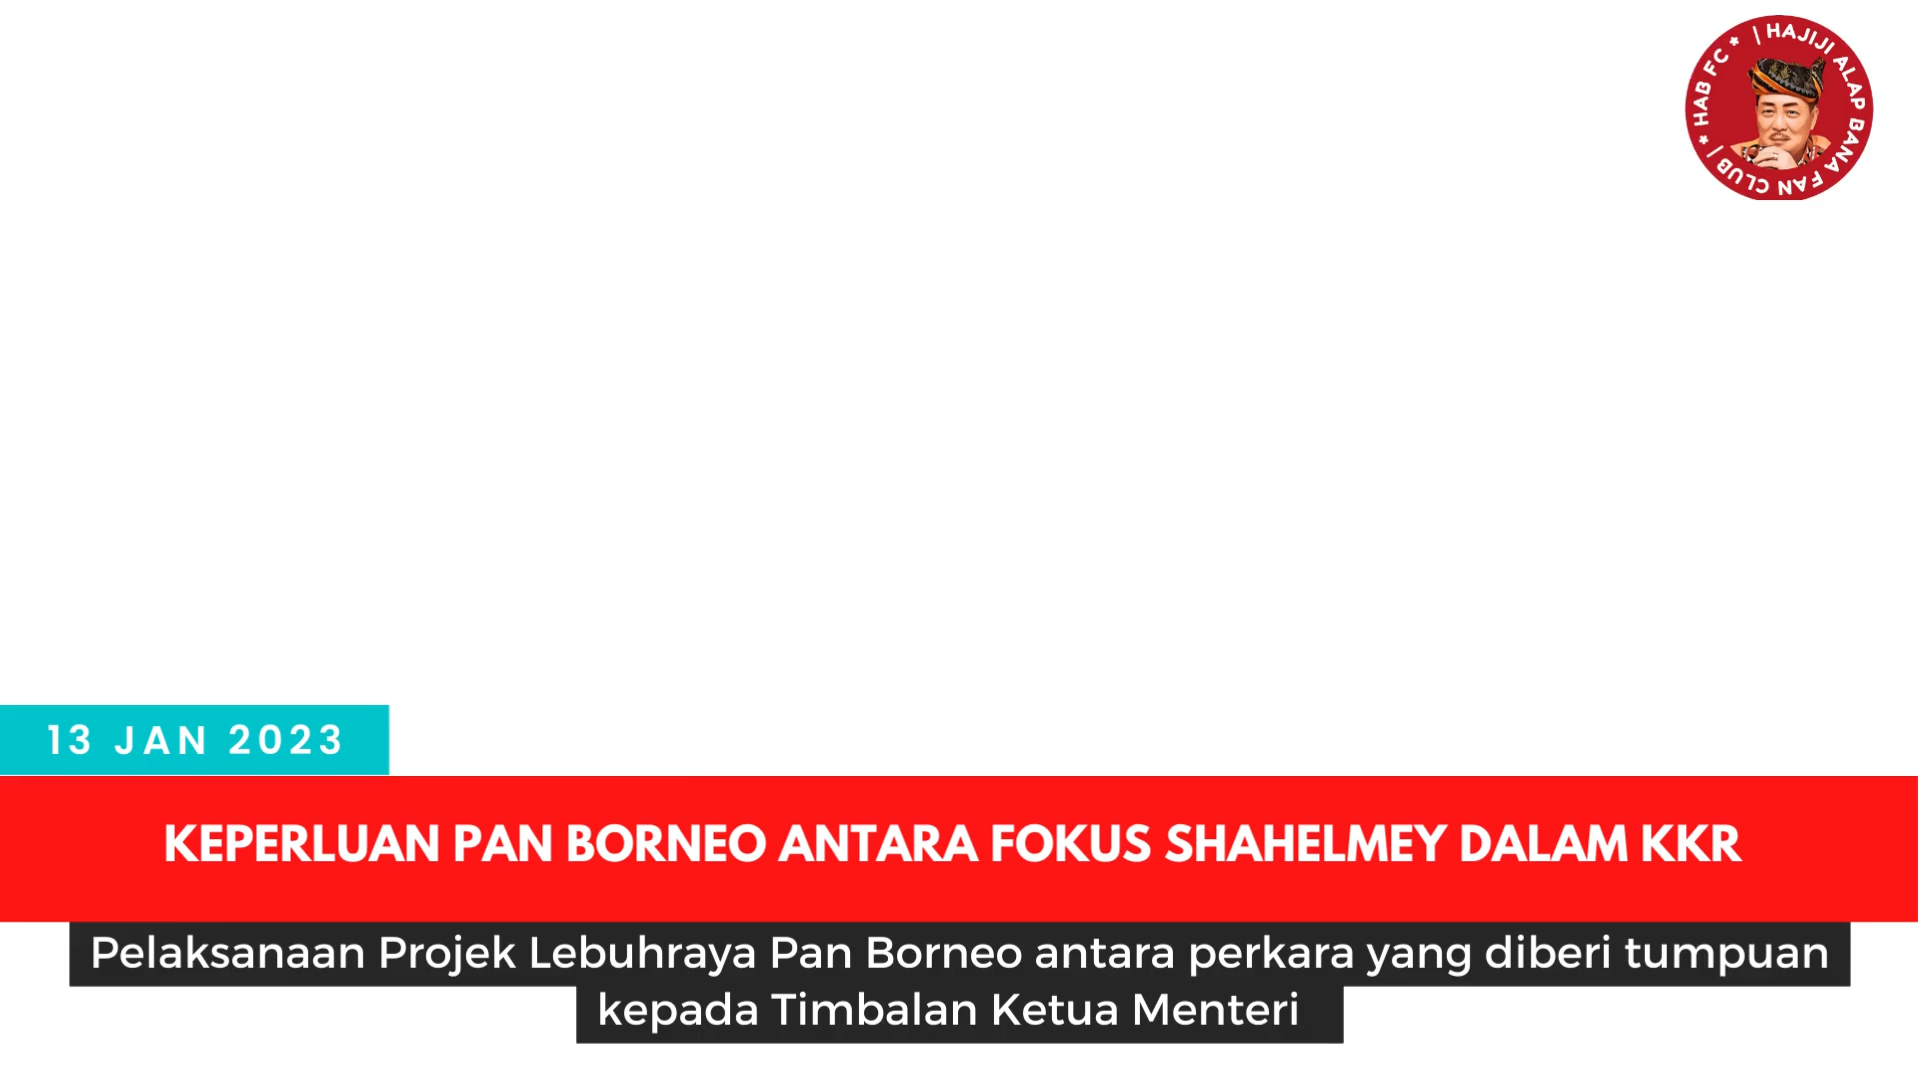 | HAJIJI ALAP BANA FAN CLUB | * HAB FC *
13 JAN 2023
KEPERLUAN PAN BORNEO ANTARA FOKUS SHAHELMEY DALAM KKR
Pelaksanaan Projek Lebuhraya Pan Borneo antara perkara yang diberi tumpuan
kepada Timbalan Ketua Menteri